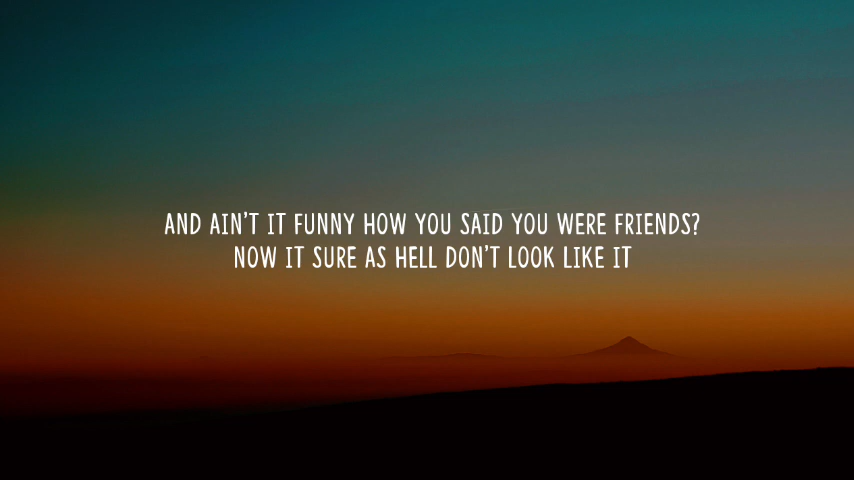 AND AIN'T IT FUNNY HOW YOU SAID YOU WERE FRIENDS?
NOW IT SURE AS HELL DON'T LOOK LIKE IT